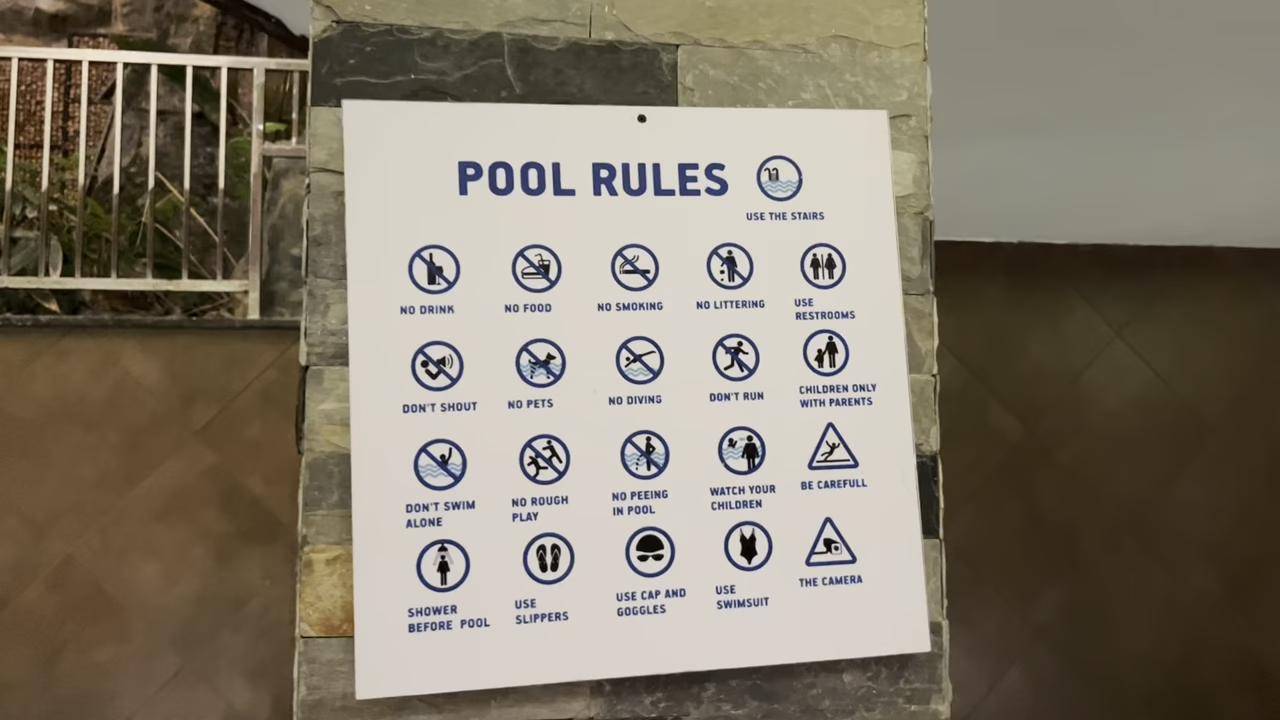 POOL RULES
USE THE STAIRS
NO DRINK
NO FOOD
NO SMOKING
NO LITTERING
USE
RESTROOMS
DON'T SHOUT
NO PETS
NO DIVING
DON'T RUN
CHILDREN ONLY
WITH PARENTS
DON'T SWIM
ALONE
NO ROUGH
PLAY
NO PEEING
IN POOL
WATCH YOUR
CHILDREN
BE CAREFULL
SHOWER
BEFORE POOL
USE
SLIPPERS
USE CAP AND
GOGGLES
USE
SWIMSUIT
THE CAMERA